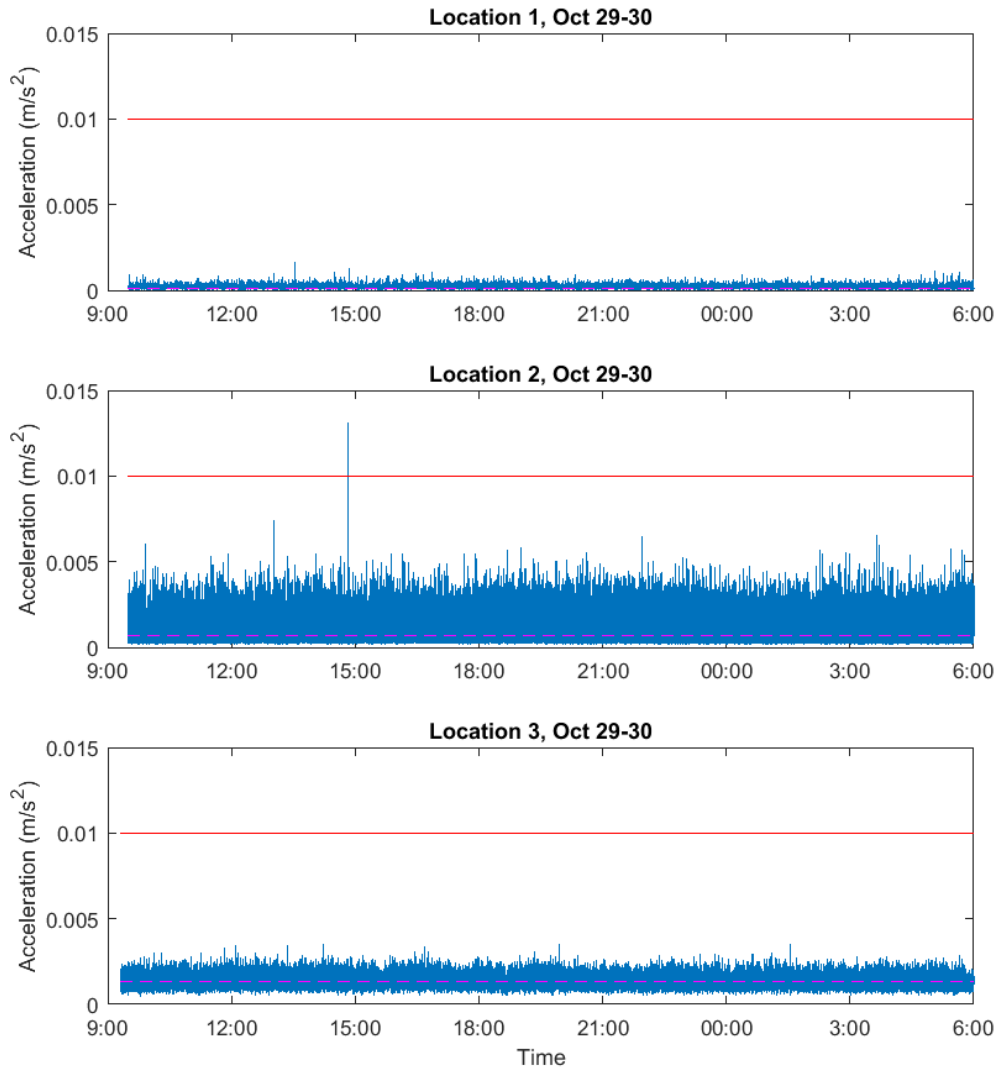 Location 1, Oct 29-30
0.015
0.01
0.005
0
Acceleration (m/s²)
9:00 12:00 15:00 18:00 21:00 00:00 3:00 6:00
Location 2, Oct 29-30
0.015
0.01
0.005
0
Acceleration (m/s²)
9:00 12:00 15:00 18:00 21:00 00:00 3:00 6:00
Location 3, Oct 29-30
0.015
0.01
0.005
0
Acceleration (m/s²)
9:00 12:00 15:00 18:00 21:00 00:00 3:00 6:00
Time